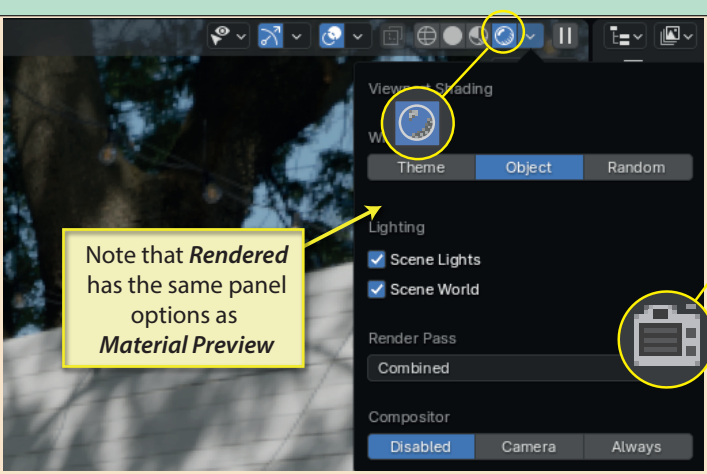 Viewport Shading
Theme Object Random
Note that Rendered
has the same panel
options as
Material Preview
Lighting
Scene Lights
Scene World
Render Pass
Combined
Compositor
Disabled Camera Always